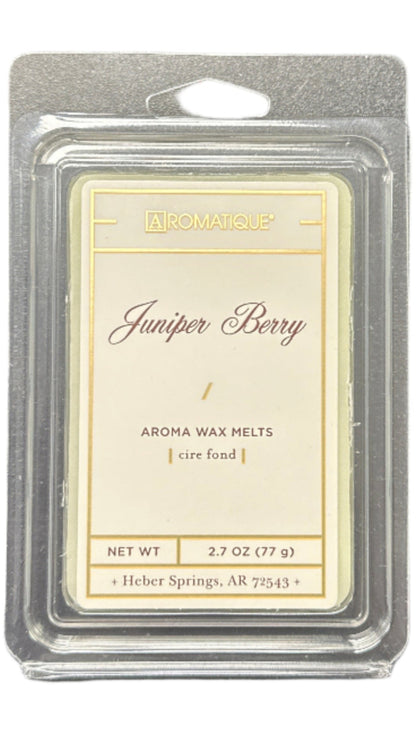 AROMATIQUE®
Juniper Berry
/
AROMA WAX MELTS
| cire fond |
NET WT | 2.7 OZ (77 g)
+ Heber Springs, AR 72543 +